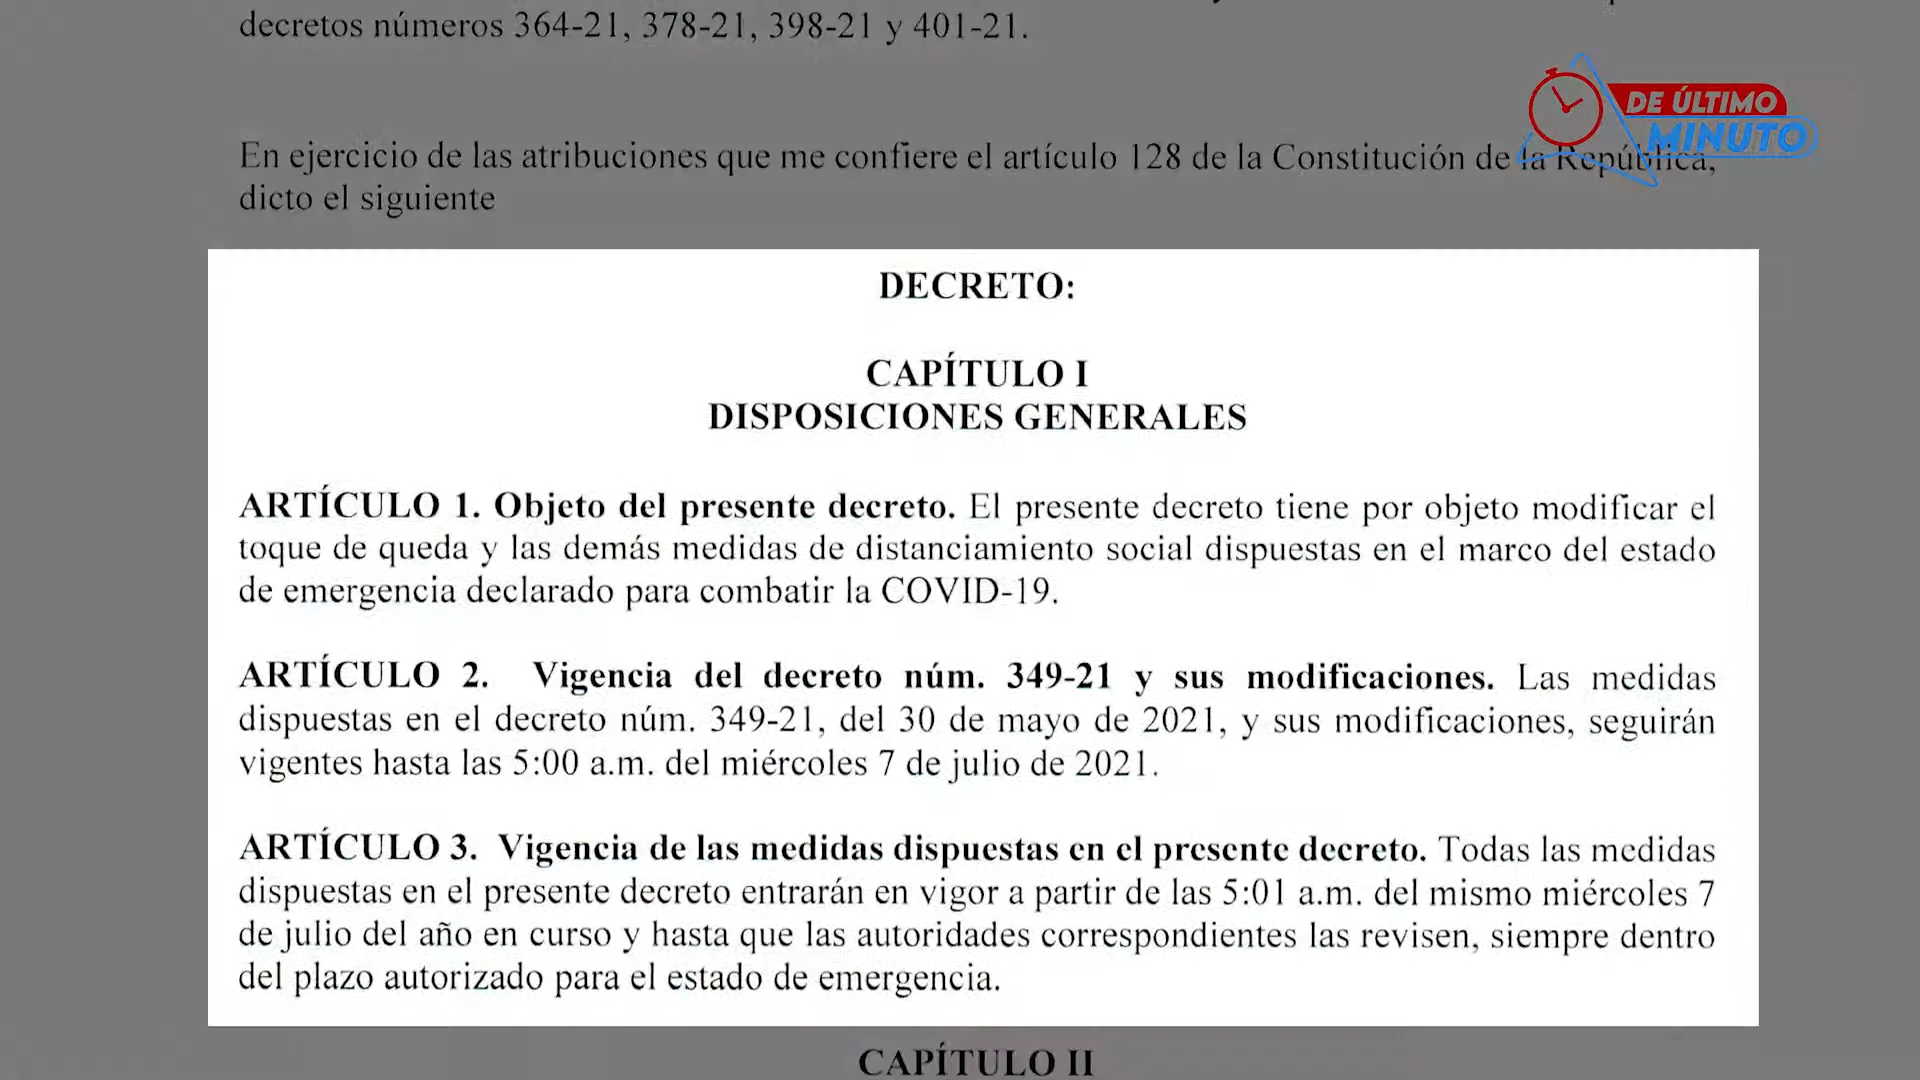 decretos números 364-21, 378-21, 398-21 y 401-21.
DE ÚLTIMO
MINUTO
En ejercicio de las atribuciones que me confiere el artículo 128 de la Constitución de la República,
dicto el siguiente
DECRETO:
CAPÍTULO I
DISPOSICIONES GENERALES
ARTÍCULO 1. Objeto del presente decreto. El presente decreto tiene por objeto modificar el
toque de queda y las demás medidas de distanciamiento social dispuestas en el marco del estado
de emergencia declarado para combatir la COVID-19.
ARTÍCULO 2. Vigencia del decreto núm. 349-21 y sus modificaciones. Las medidas
dispuestas en el decreto núm. 349-21, del 30 de mayo de 2021, y sus modificaciones, seguirán
vigentes hasta las 5:00 a.m. del miércoles 7 de julio de 2021.
ARTÍCULO 3. Vigencia de las medidas dispuestas en el presente decreto. Todas las medidas
dispuestas en el presente decreto entrarán en vigor a partir de las 5:01 a.m. del mismo miércoles 7
de julio del año en curso y hasta que las autoridades correspondientes las revisen, siempre dentro
del plazo autorizado para el estado de emergencia.
CAPÍTULO II